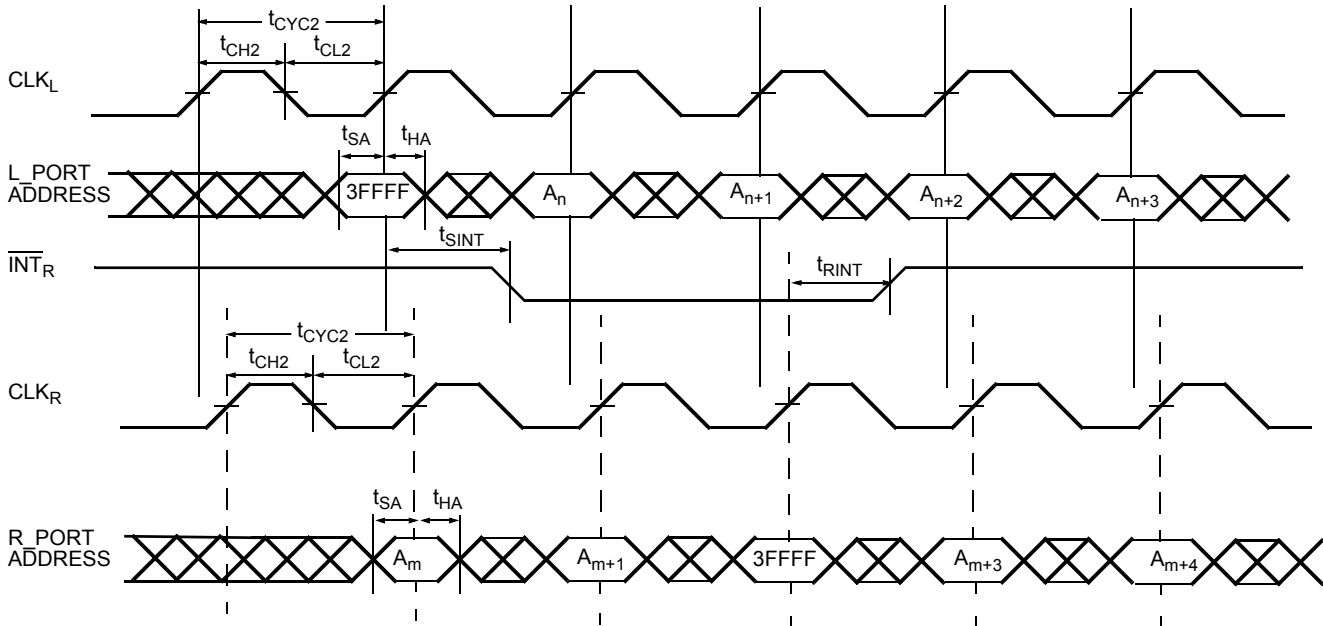 tCYC2
tCH2 tCL2
CLKL
tSA tHA
L_PORT
ADDRESS
3FFFF An An+1 An+2 An+3
tSINT
INTR
tRINT
tCYC2
tCH2 tCL2
CLKR
tSA tHA
R_PORT
ADDRESS
Am Am+1 3FFFF Am+3 Am+4